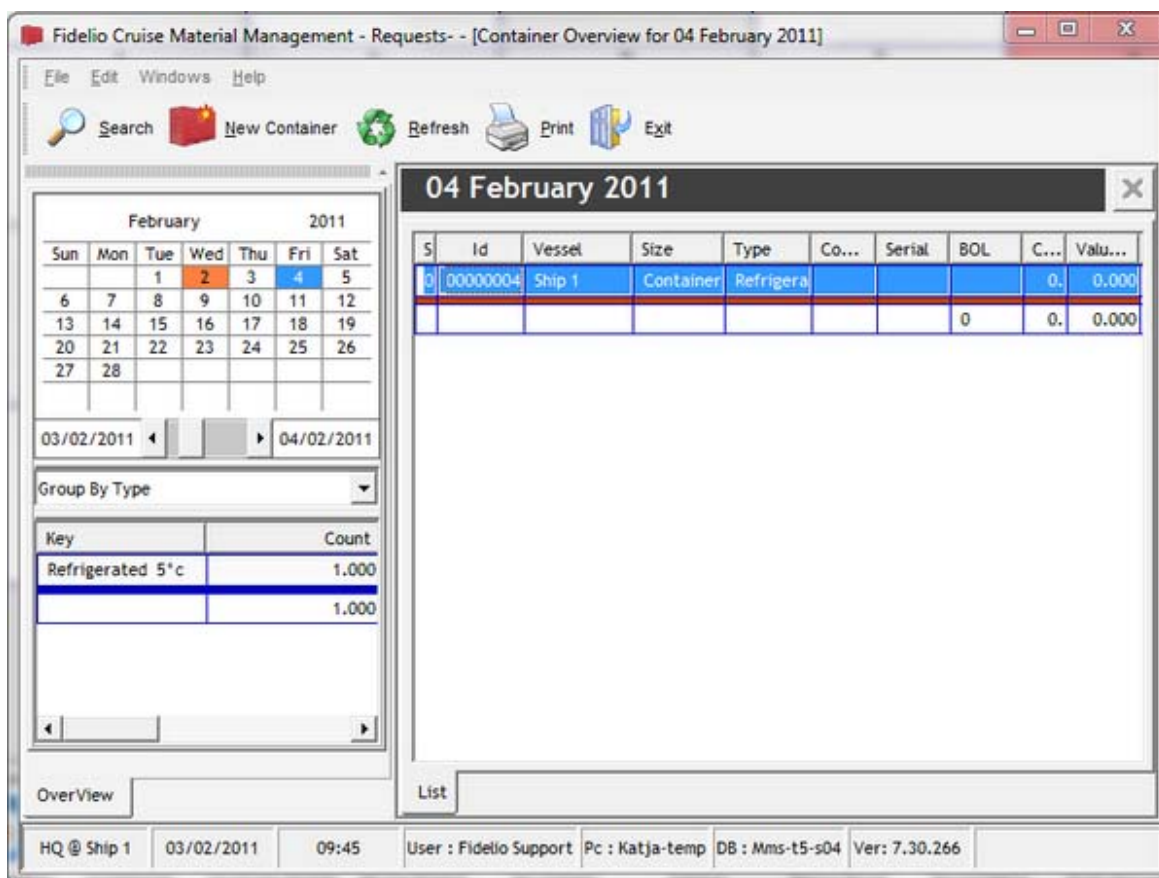 Fidelio Cruise Material Management - Requests- - [Container Overview for 04 February 2011]
File Edit Windows Help
Search New Container Refresh Print Exit
04 February 2011
February 2011
Sun Mon Tue Wed Thu Fri Sat
1 2 3 4 5
6 7 8 9 10 11 12
13 14 15 16 17 18 19
20 21 22 23 24 25 26
27 28
03/02/2011 04/02/2011
Group By Type
Key Count
Refrigerated 5°c 1.000
1.000
OverView
S Id Vessel Size Type Co... Serial BOL C... Valu...
0 00000004 Ship 1 Container Refrigera 0. 0.000
0 0. 0.000
List
HQ @ Ship 1 03/02/2011 09:45 User : Fidelio Support Pc : Katja-temp DB : Mms-t5-s04 Ver: 7.30.266